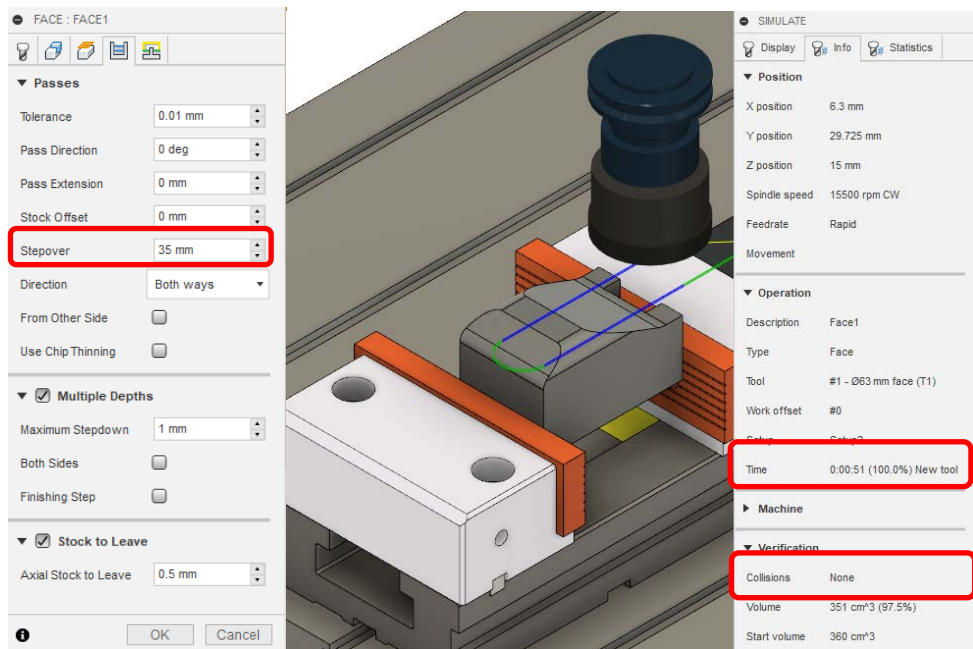 FACE : FACE1
Passes
Tolerance 0.01 mm
Pass Direction 0 deg
Pass Extension 0 mm
Stock Offset 0 mm
Stepover 35 mm
Direction Both ways
From Other Side
Use Chip Thinning
Multiple Depths
Maximum Stepdown 1 mm
Both Sides
Finishing Step
Stock to Leave
Axial Stock to Leave 0.5 mm
OK Cancel
SIMULATE
Display Info Statistics
Position
X position 6.3 mm
Y position 29.725 mm
Z position 15 mm
Spindle speed 15500 rpm CW
Feedrate Rapid
Movement
Operation
Description Face1
Type Face
Tool #1 - Ø63 mm face (T1)
Work offset #0
Setup Setup2
Time 0:00:51 (100.0%) New tool
Machine
Verification
Collisions None
Volume 351 cm^3 (97.5%)
Start volume 360 cm^3